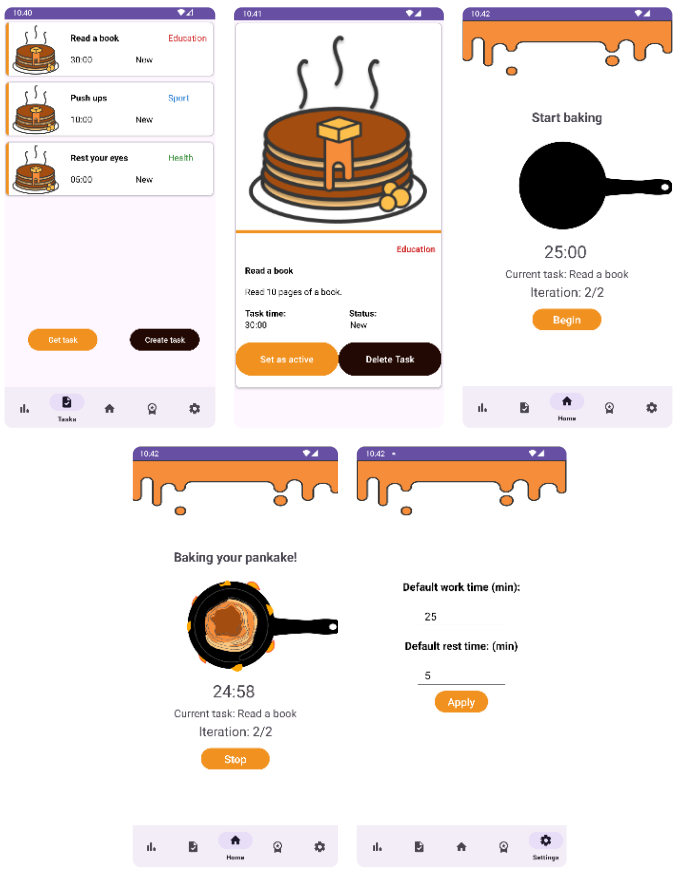 10.40
Read a book Education
30:00 New
Push ups Sport
10:00 New
Rest your eyes Health
05:00 New
Get task Create task
Tasks
10.41
Education
Read a book
Read 10 pages of a book.
Task time: Status:
30:00 New
Set as active Delete Task
10.42
Start baking
25:00
Current task: Read a book
Iteration: 2/2
Begin
Home
10.42
Baking your pankake!
24:58
Current task: Read a book
Iteration: 2/2
Stop
Home
10.42
Default work time (min):
25
Default rest time: (min)
5
Apply
Settings